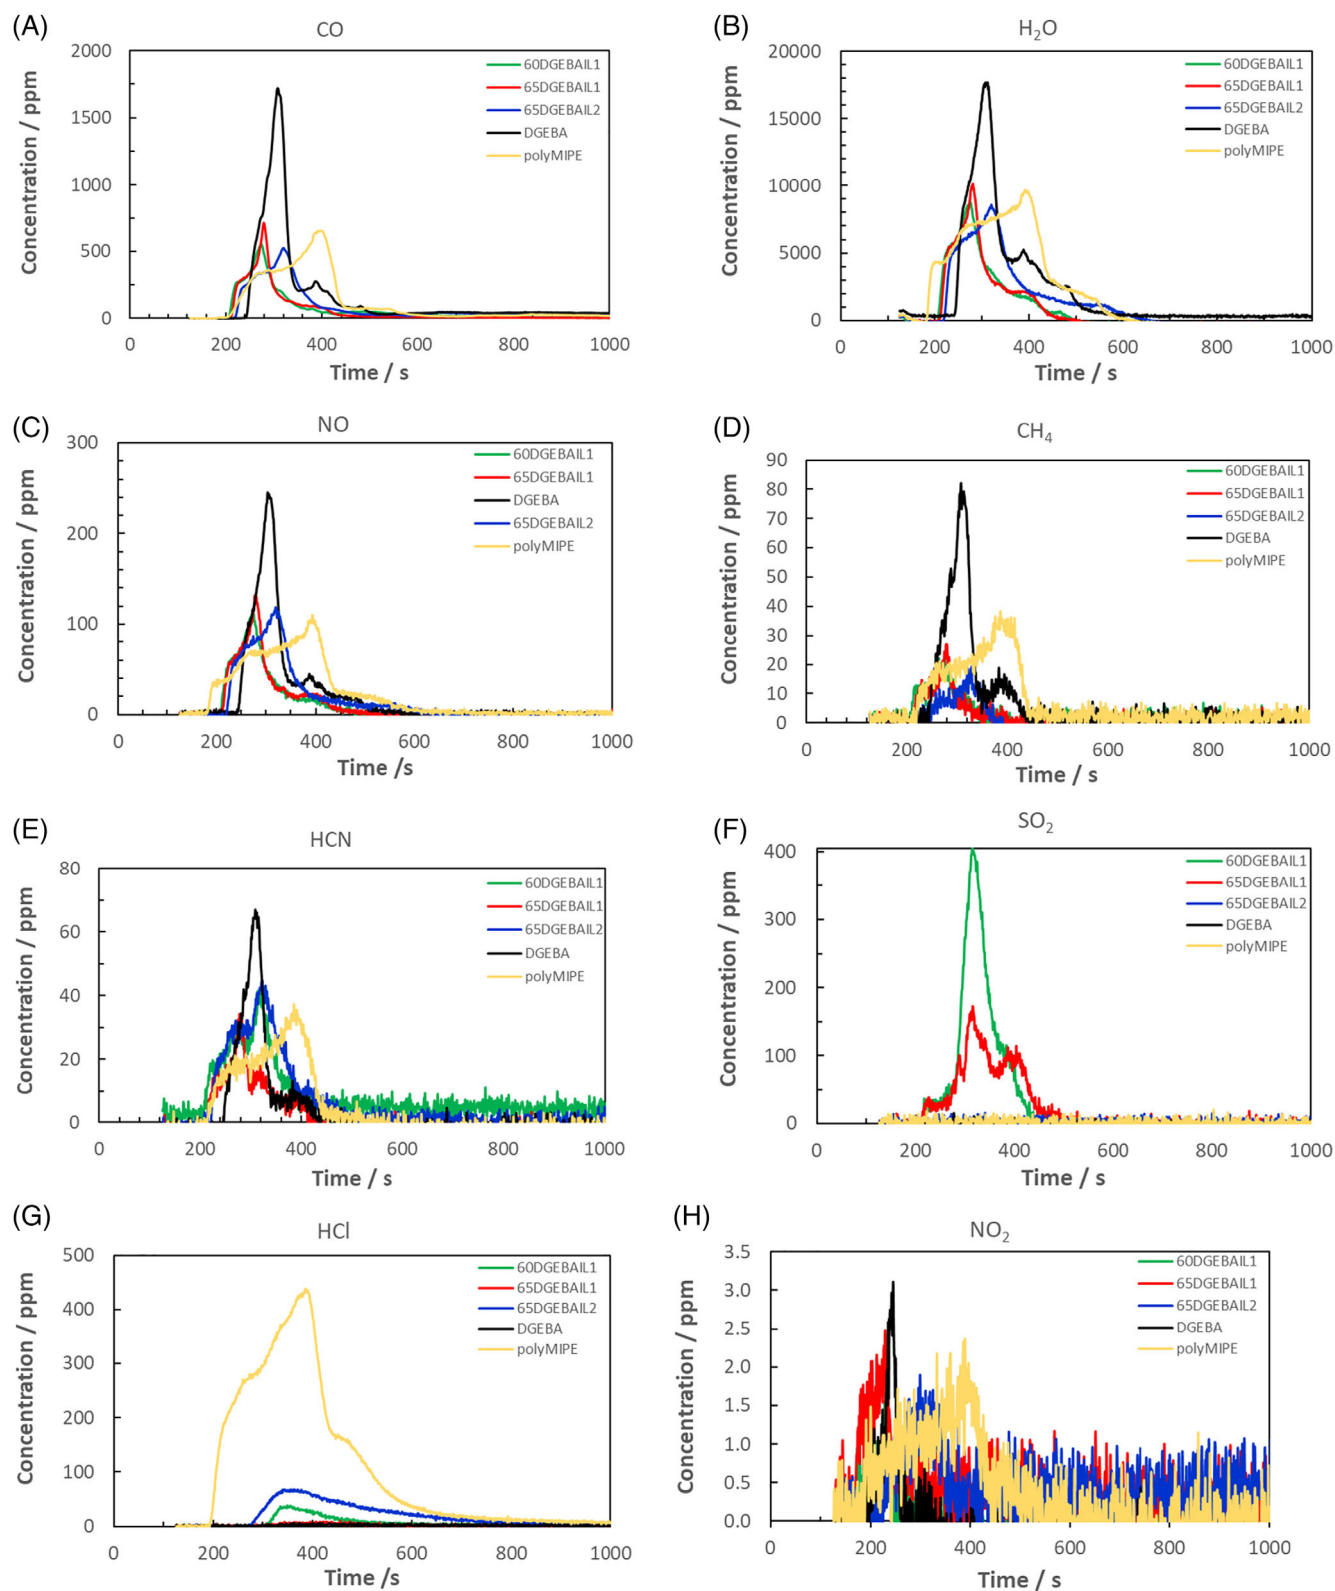 (A)
CO
Concentration / ppm
2000
1500
1000
500
0
0 200 400 600 800 1000
Time / s
60DGEBAIL1
65DGEBAIL1
65DGEBAIL2
DGEBA
polyMIPE
(B)
H₂O
Concentration / ppm
20000
15000
10000
5000
0
0 200 400 600 800 1000
Time / s
60DGEBAIL1
65DGEBAIL1
65DGEBAIL2
DGEBA
polyMIPE
(C)
NO
Concentration / ppm
300
200
100
0
0 200 400 600 800 1000
Time /s
60DGEBAIL1
65DGEBAIL1
DGEBA
65DGEBAIL2
polyMIPE
(D)
CH₄
Concentration / ppm
90
80
70
60
50
40
30
20
10
0
0 200 400 600 800 1000
Time / s
60DGEBAIL1
65DGEBAIL1
65DGEBAIL2
DGEBA
polyMIPE
(E)
HCN
Concentration / ppm
80
60
40
20
0
0 200 400 600 800 1000
Time / s
60DGEBAIL1
65DGEBAIL1
65DGEBAIL2
DGEBA
polyMIPE
(F)
SO₂
Concentration / ppm
400
300
200
100
0
0 200 400 600 800 1000
Time / s
60DGEBAIL1
65DGEBAIL1
65DGEBAIL2
DGEBA
polyMIPE
(G)
HCl
Concentration / ppm
500
400
300
200
100
0
0 200 400 600 800 1000
Time /s
60DGEBAIL1
65DGEBAIL1
65DGEBAIL2
DGEBA
polyMIPE
(H)
NO₂
Concentration / ppm
3.5
3.0
2.5
2.0
1.5
1.0
0.5
0.0
0 200 400 600 800 1000
Time / s
60DGEBAIL1
65DGEBAIL1
65DGEBAIL2
DGEBA
polyMIPE